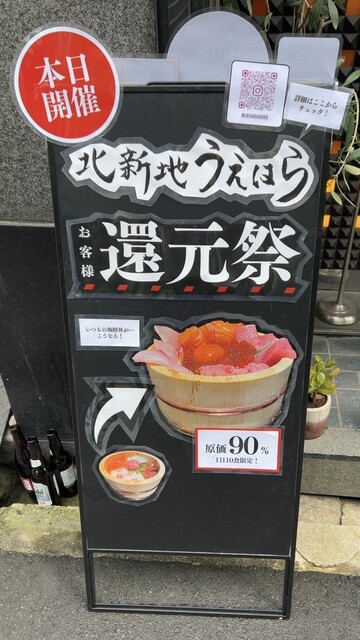 本日
開催
詳細はここから
チェック！
北新地うえはら
お客様
還元祭
いつもの海鮮丼が…
こうなる！
原価90%
1日10食限定！